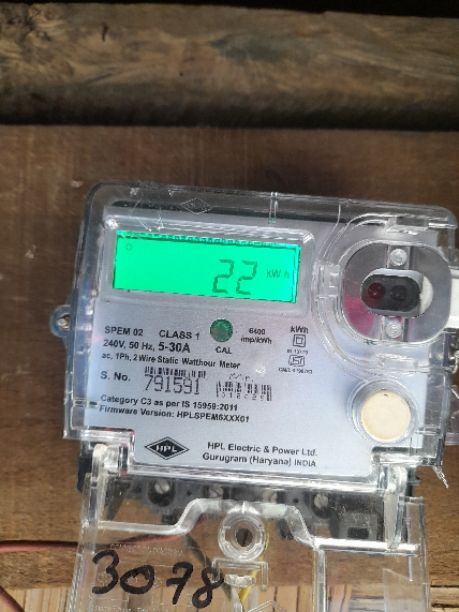 22 kWh
SPEM 02 CLASS 1 6400 kWh
240V, 50 Hz, 5-30A CAL imp/kWh
ac, 1Ph, 2 Wire Static Watthour Meter
S. No. 791591
Category C3 as per IS 15959:2011
Firmware Version: HPLSPEM6XXX01
HPL HPL Electric & Power Ltd.
Gurugram (Haryana) INDIA
3078